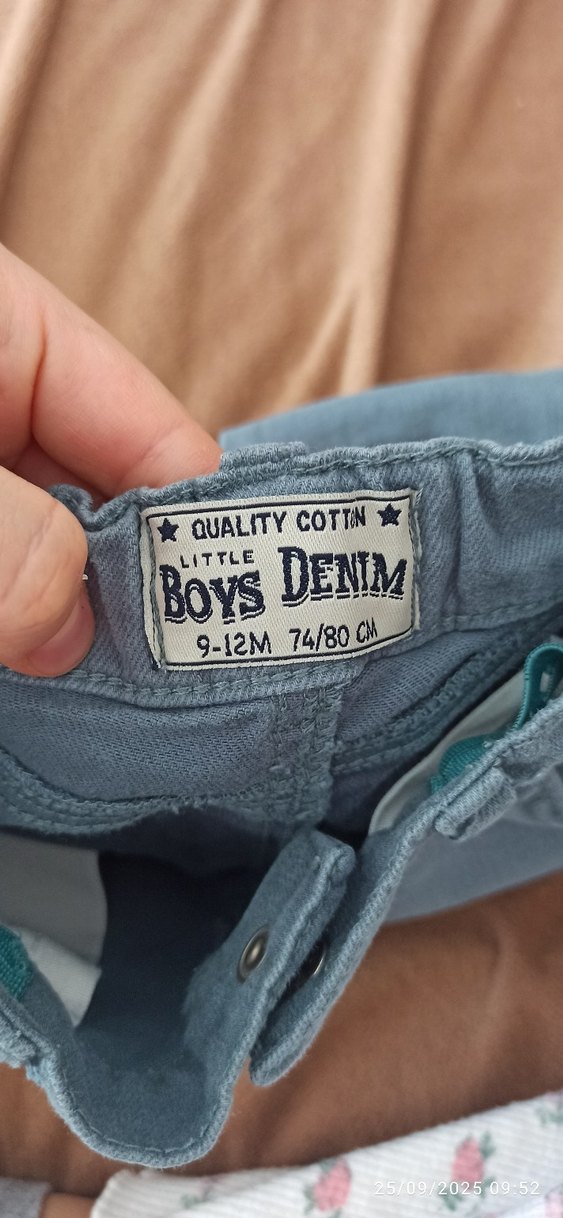 ★ QUALITY COTTON ★
LITTLE
BOYS DENIM
9-12M 74/80 CM
25/09/2025 09:52